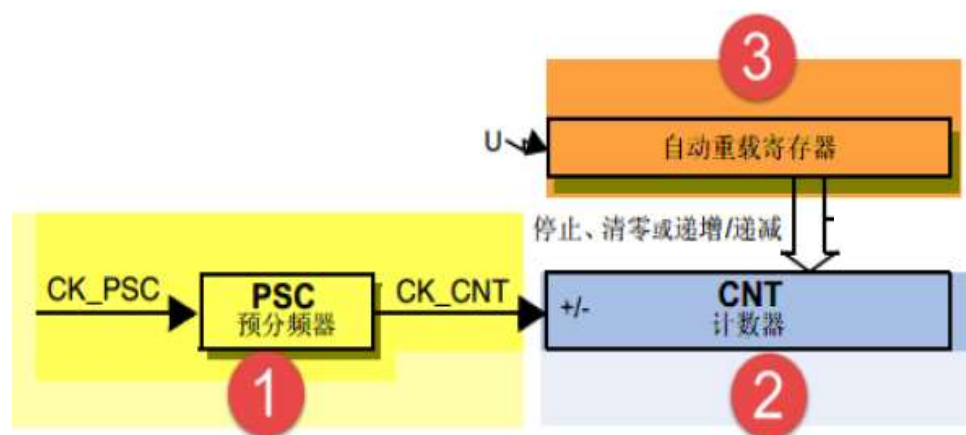 3
U
自动重载寄存器
停止、清零或递增/递减
CK_PSC
PSC
预分频器
CK_CNT
+/-
CNT
计数器
1
2